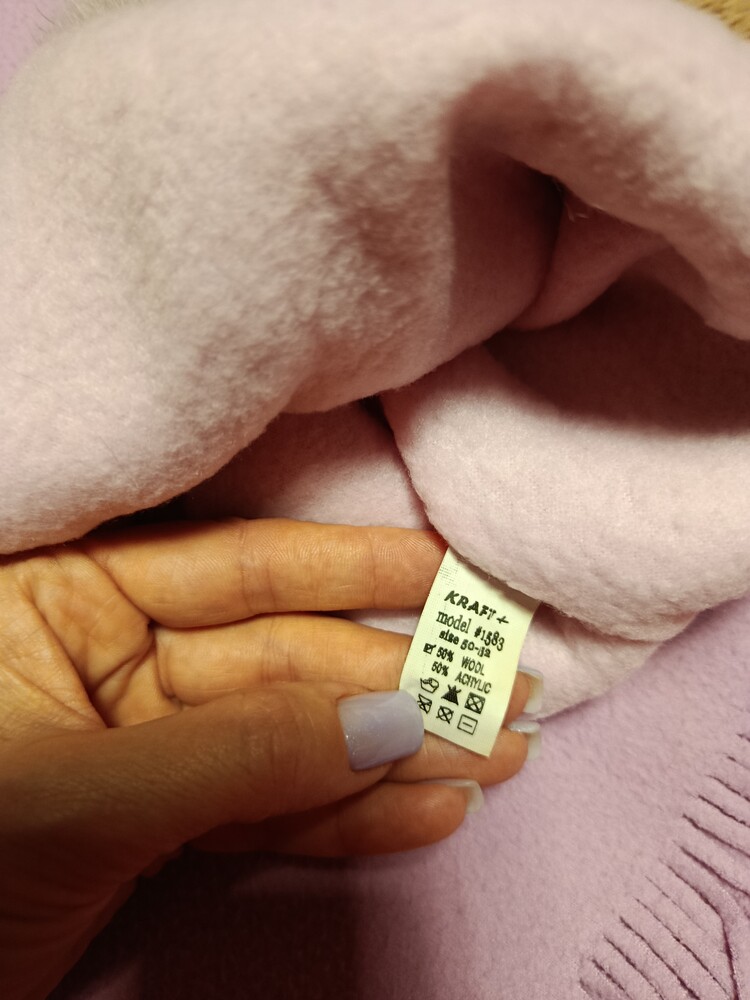 KRAFT +
model #1583
size 50-52
50% WOOL
50% ACRYLIC